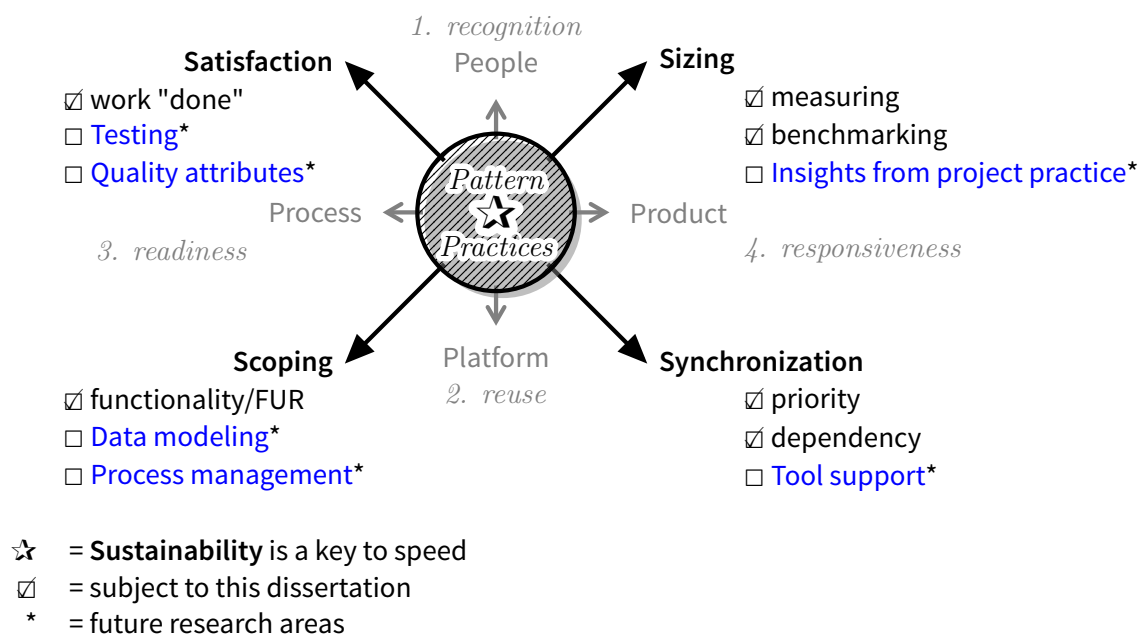 1. recognition
People
Satisfaction
☑ work "done"
☐ Testing*
☐ Quality attributes*
Sizing
☑ measuring
☑ benchmarking
☐ Insights from project practice*
Pattern
☆
Practices
Process
3. readiness
Product
4. responsiveness
Scoping
☑ functionality/FUR
☐ Data modeling*
☐ Process management*
Platform
2. reuse
Synchronization
☑ priority
☑ dependency
☐ Tool support*
☆ = Sustainability is a key to speed
☑ = subject to this dissertation
* = future research areas